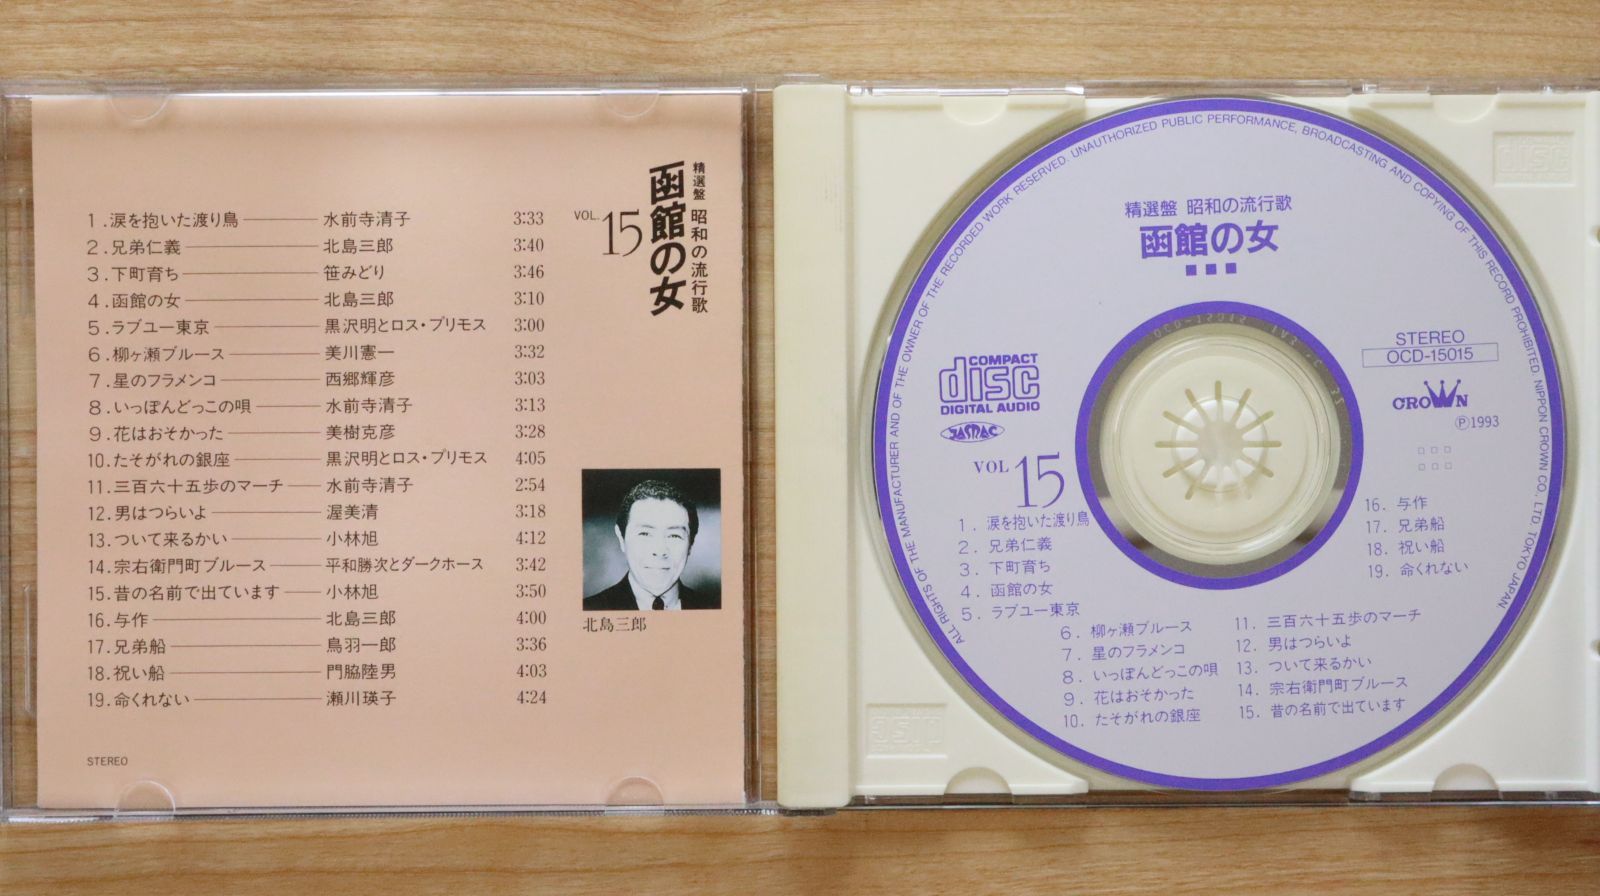 精選盤 昭和の流行歌
函館の女
VOL. 15
1.涙を抱いた渡り鳥 水前寺清子 3:33
2.兄弟仁義 北島三郎 3:40
3.下町育ち 笹みどり 3:46
4.函館の女 北島三郎 3:10
5.ラブユー東京 黒沢明とロス・プリモス 3:00
6.柳ヶ瀬ブルース 美川憲一 3:32
7.星のフラメンコ 西郷輝彦 3:03
8.いっぽんどっこの唄 水前寺清子 3:13
9.花はおそかった 美樹克彦 3:28
10.たそがれの銀座 黒沢明とロス・プリモス 4:05
11.三百六十五歩のマーチ 水前寺清子 2:54
12.男はつらいよ 渥美清 3:18
13.ついて来るかい 小林旭 4:12
14.宗右衛門町ブルース 平和勝次とダークホース 3:42
15.昔の名前で出ています 小林旭 3:50
16.与作 北島三郎 4:00
17.兄弟船 鳥羽一郎 3:36
18.祝い船 門脇陸男 4:03
19.命くれない 瀬川瑛子 4:24
北島三郎
STEREO
ALL RIGHTS OF THE MANUFACTURER AND OF THE OWNER OF THE RECORDED WORK RESERVED. UNAUTHORIZED PUBLIC PERFORMANCE, BROADCASTING AND COPYING OF THIS RECORD PROHIBITED. NIPPON CROWN CO., LTD. TOKYO JAPAN
精選盤 昭和の流行歌
函館の女
COMPACT
disc
DIGITAL AUDIO
JASRAC
STEREO
OCD-15015
CROWN
Ⓟ1993
VOL 15
1. 涙を抱いた渡り鳥
2. 兄弟仁義
3. 下町育ち
4. 函館の女
5. ラブユー東京
6. 柳ヶ瀬ブルース
7. 星のフラメンコ
8. いっぽんどっこの唄
9. 花はおそかった
10. たそがれの銀座
11. 三百六十五歩のマーチ
12. 男はつらいよ
13. ついて来るかい
14. 宗右衛門町ブルース
15. 昔の名前で出ています
16. 与作
17. 兄弟船
18. 祝い船
19. 命くれない